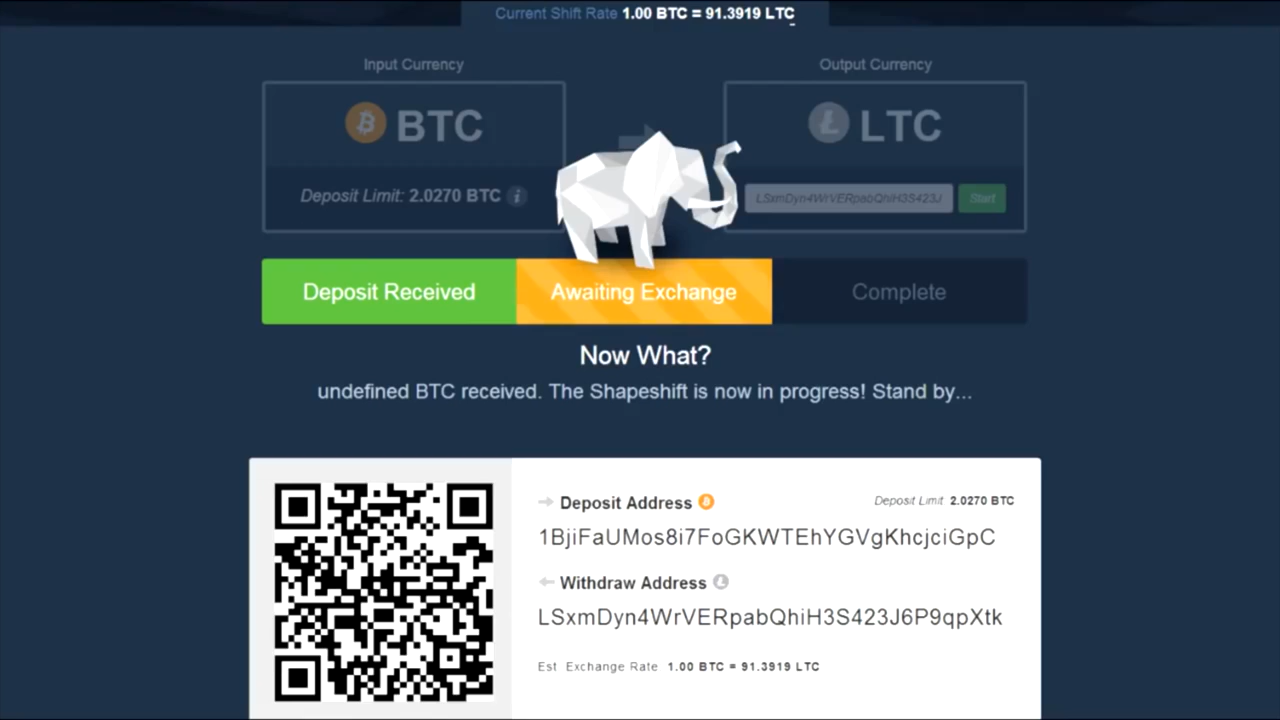 Current Shift Rate 1.00 BTC = 91.3919 LTC
Input Currency
Output Currency
BTC
LTC
Deposit Limit: 2.0270 BTC i
LSxmDyn4WrVERpabQhiH3S423J
Start
Deposit Received
Awaiting Exchange
Complete
Now What?
undefined BTC received. The Shapeshift is now in progress! Stand by...
Deposit Address
Deposit Limit 2.0270 BTC
1BjiFaUMos8i7FoGKWTEhYGVgKhcjciGpC
Withdraw Address
LSxmDyn4WrVERpabQhiH3S423J6P9qpXtk
Est Exchange Rate 1.00 BTC = 91.3919 LTC